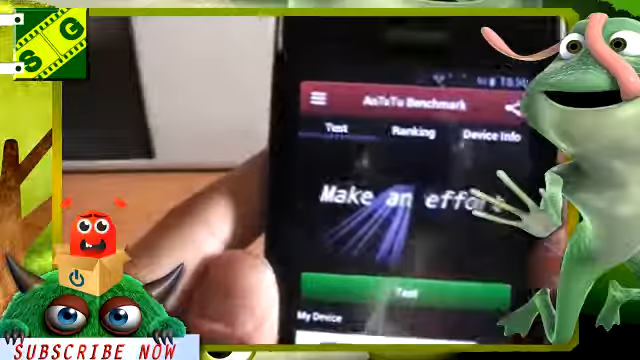 S G
AnTuTu Benchmark
Test Ranking Device Info
Make an effort
Test
My Device
SUBSCRIBE NOW